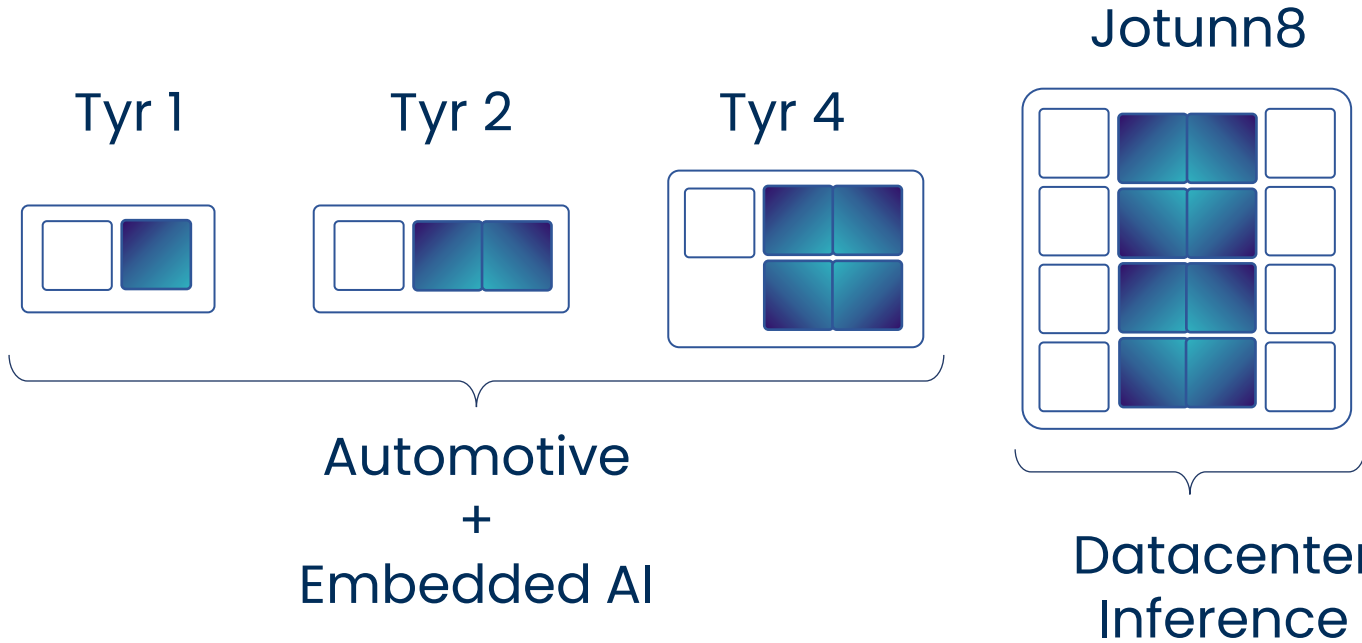 Jotunn8
Tyr 1
Tyr 2
Tyr 4
Automotive
+
Embedded AI
Datacenter
Inference